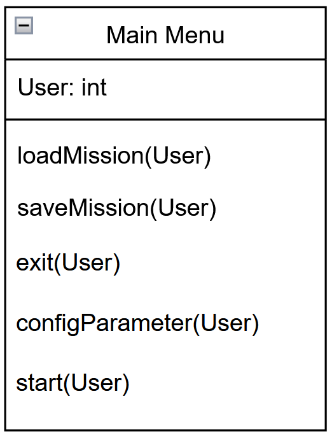 Main Menu
User: int
loadMission(User)
saveMission(User)
exit(User)
configParameter(User)
start(User)